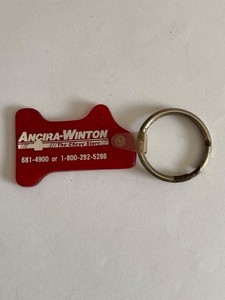 ANCIRA-WINTON
The Chevy Store
681-4900 or 1-800-292-5286